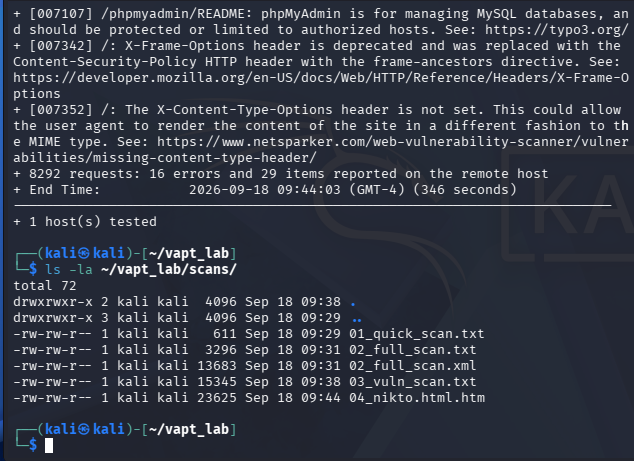 + [007107] /phpmyadmin/README: phpMyAdmin is for managing MySQL databases, an
d should be protected or limited to authorized hosts. See: https://typo3.org/
+ [007342] /: X-Frame-Options header is deprecated and was replaced with the
Content-Security-Policy HTTP header with the frame-ancestors directive. See:
https://developer.mozilla.org/en-US/docs/Web/HTTP/Reference/Headers/X-Frame-O
ptions
+ [007352] /: The X-Content-Type-Options header is not set. This could allow
the user agent to render the content of the site in a different fashion to th
e MIME type. See: https://www.netsparker.com/web-vulnerability-scanner/vulner
abilities/missing-content-type-header/
+ 8292 requests: 16 errors and 29 items reported on the remote host
+ End Time:           2026-09-18 09:44:03 (GMT-4) (346 seconds)
---------------------------------------------------------------------------
+ 1 host(s) tested
┌──(kali㉿kali)-[~/vapt_lab]
└─$ ls -la ~/vapt_lab/scans/
total 72
drwxrwxr-x 2 kali kali  4096 Sep 18 09:38 .
drwxrwxr-x 3 kali kali  4096 Sep 18 09:29 ..
-rw-rw-r-- 1 kali kali   611 Sep 18 09:29 01_quick_scan.txt
-rw-rw-r-- 1 kali kali  3296 Sep 18 09:31 02_full_scan.txt
-rw-rw-r-- 1 kali kali 13683 Sep 18 09:31 02_full_scan.xml
-rw-rw-r-- 1 kali kali 15345 Sep 18 09:38 03_vuln_scan.txt
-rw-rw-r-- 1 kali kali 23625 Sep 18 09:44 04_nikto.html.htm
┌──(kali㉿kali)-[~/vapt_lab]
└─$
KA